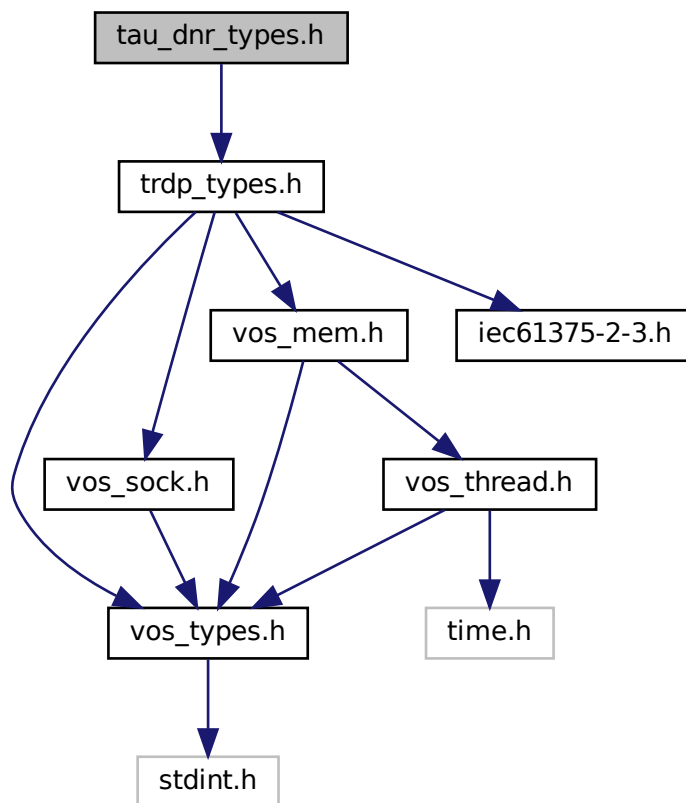 tau_dnr_types.h
trdp_types.h
vos_mem.h
iec61375-2-3.h
vos_sock.h
vos_thread.h
vos_types.h
time.h
stdint.h